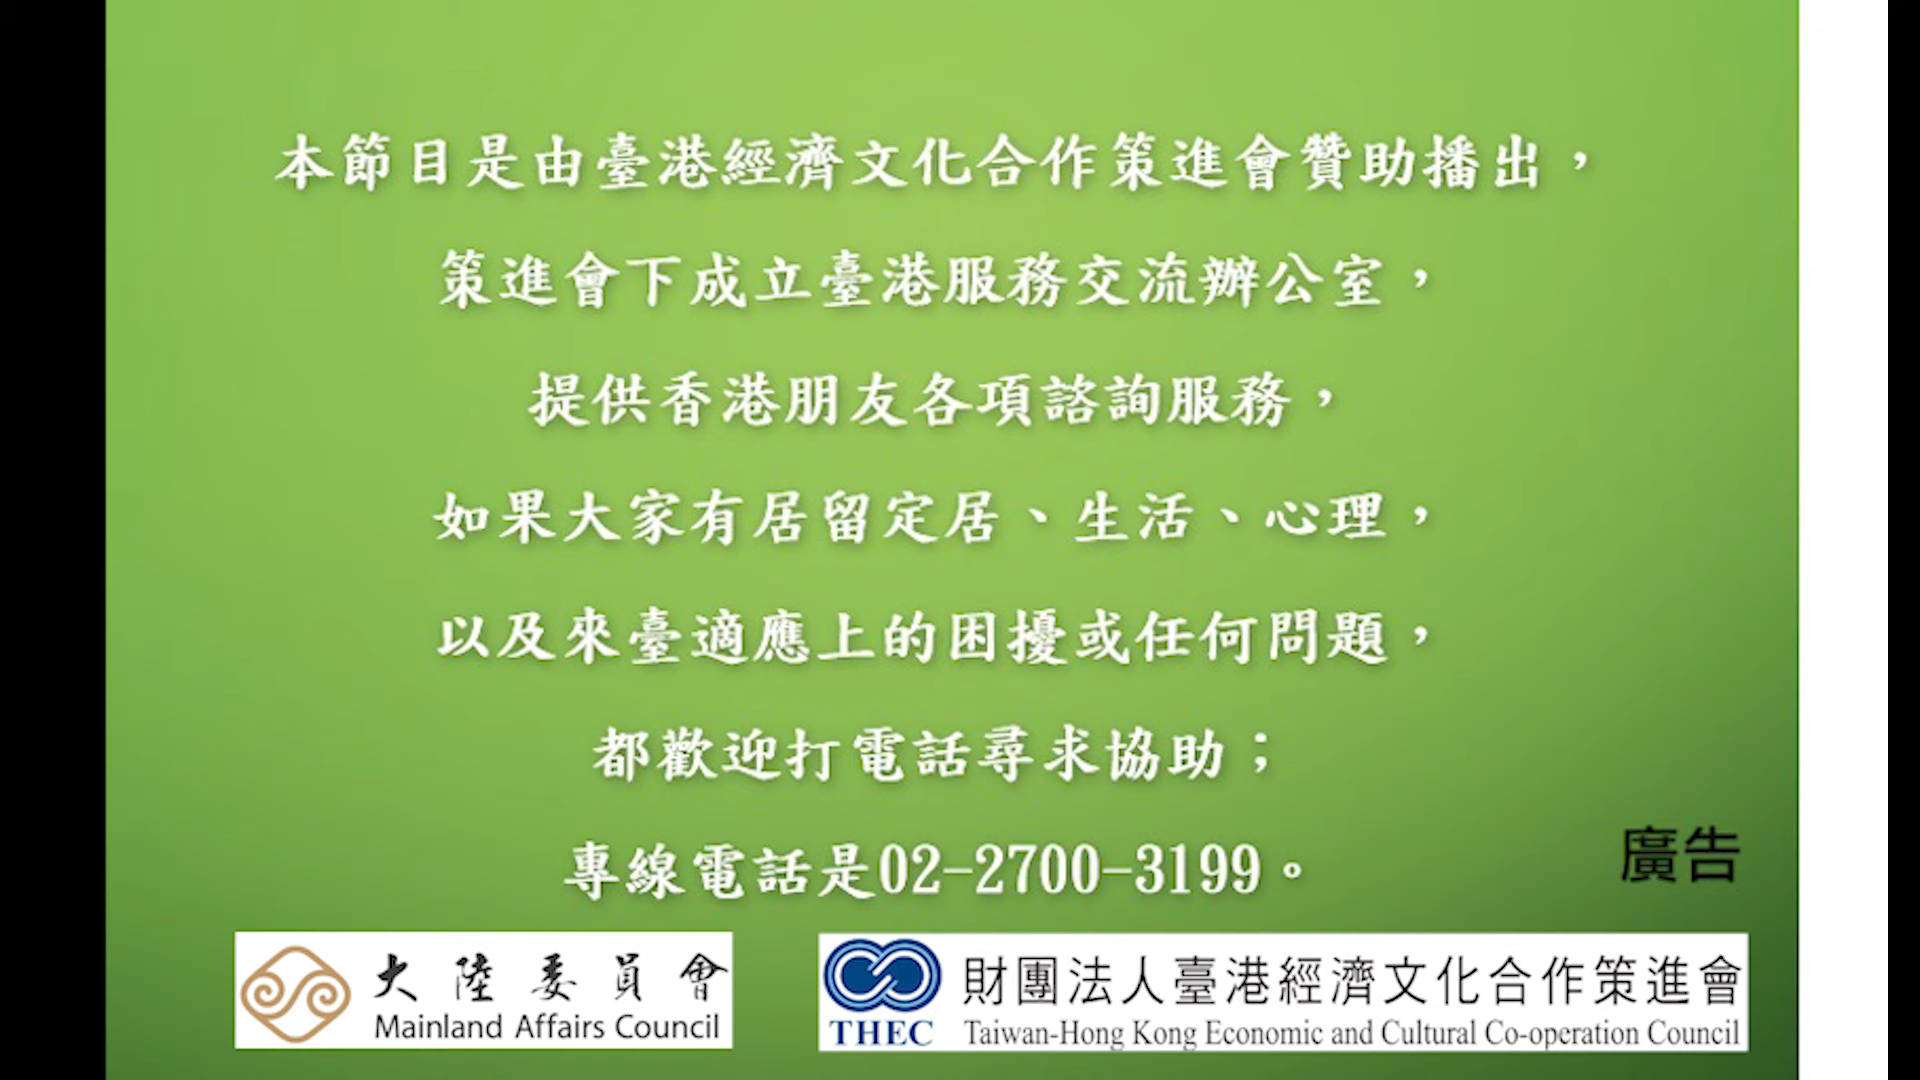 本節目是由臺港經濟文化合作策進會贊助播出，
策進會下成立臺港服務交流辦公室，
提供香港朋友各項諮詢服務，
如果大家有居留定居、生活、心理，
以及來臺適應上的困擾或任何問題，
都歡迎打電話尋求協助；
專線電話是02-2700-3199。
廣告
大陸委員會
Mainland Affairs Council
THEC
財團法人臺港經濟文化合作策進會
Taiwan-Hong Kong Economic and Cultural Co-operation Council